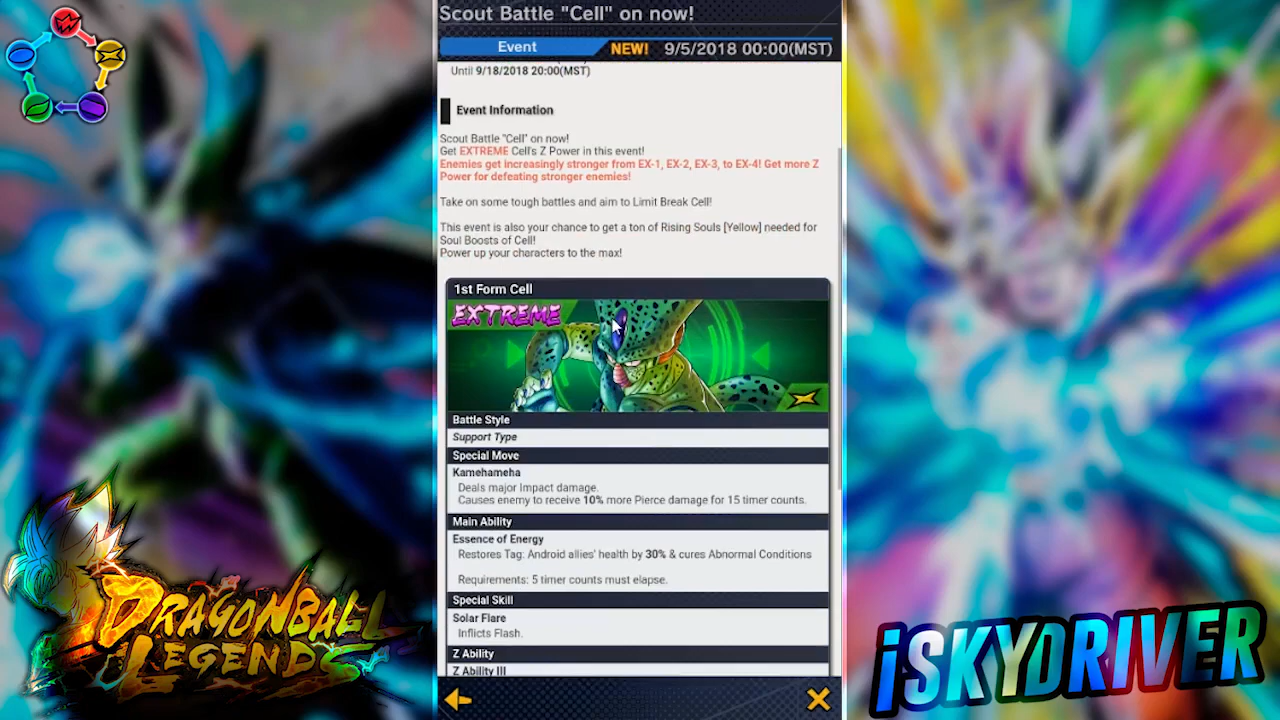 Scout Battle "Cell" on now!
Event
NEW! 9/5/2018 00:00(MST)
Until 9/18/2018 20:00(MST)
Event Information
Scout Battle "Cell" on now!
Get EXTREME Cell's Z Power in this event!
Enemies get increasingly stronger from EX-1, EX-2, EX-3, to EX-4! Get more Z
Power for defeating stronger enemies!
Take on some tough battles and aim to Limit Break Cell!
This event is also your chance to get a ton of Rising Souls [Yellow] needed for
Soul Boosts of Cell!
Power up your characters to the max!
1st Form Cell
EXTREME
Battle Style
Support Type
Special Move
Kamehameha
Deals major Impact damage.
Causes enemy to receive 10% more Pierce damage for 15 timer counts.
Main Ability
Essence of Energy
Restores Tag: Android allies' health by 30% & cures Abnormal Conditions
Requirements: 5 timer counts must elapse.
Special Skill
Solar Flare
Inflicts Flash.
Z Ability
Z Ability III
DRAGONBALL
LEGENDS
iSKYDRIVER